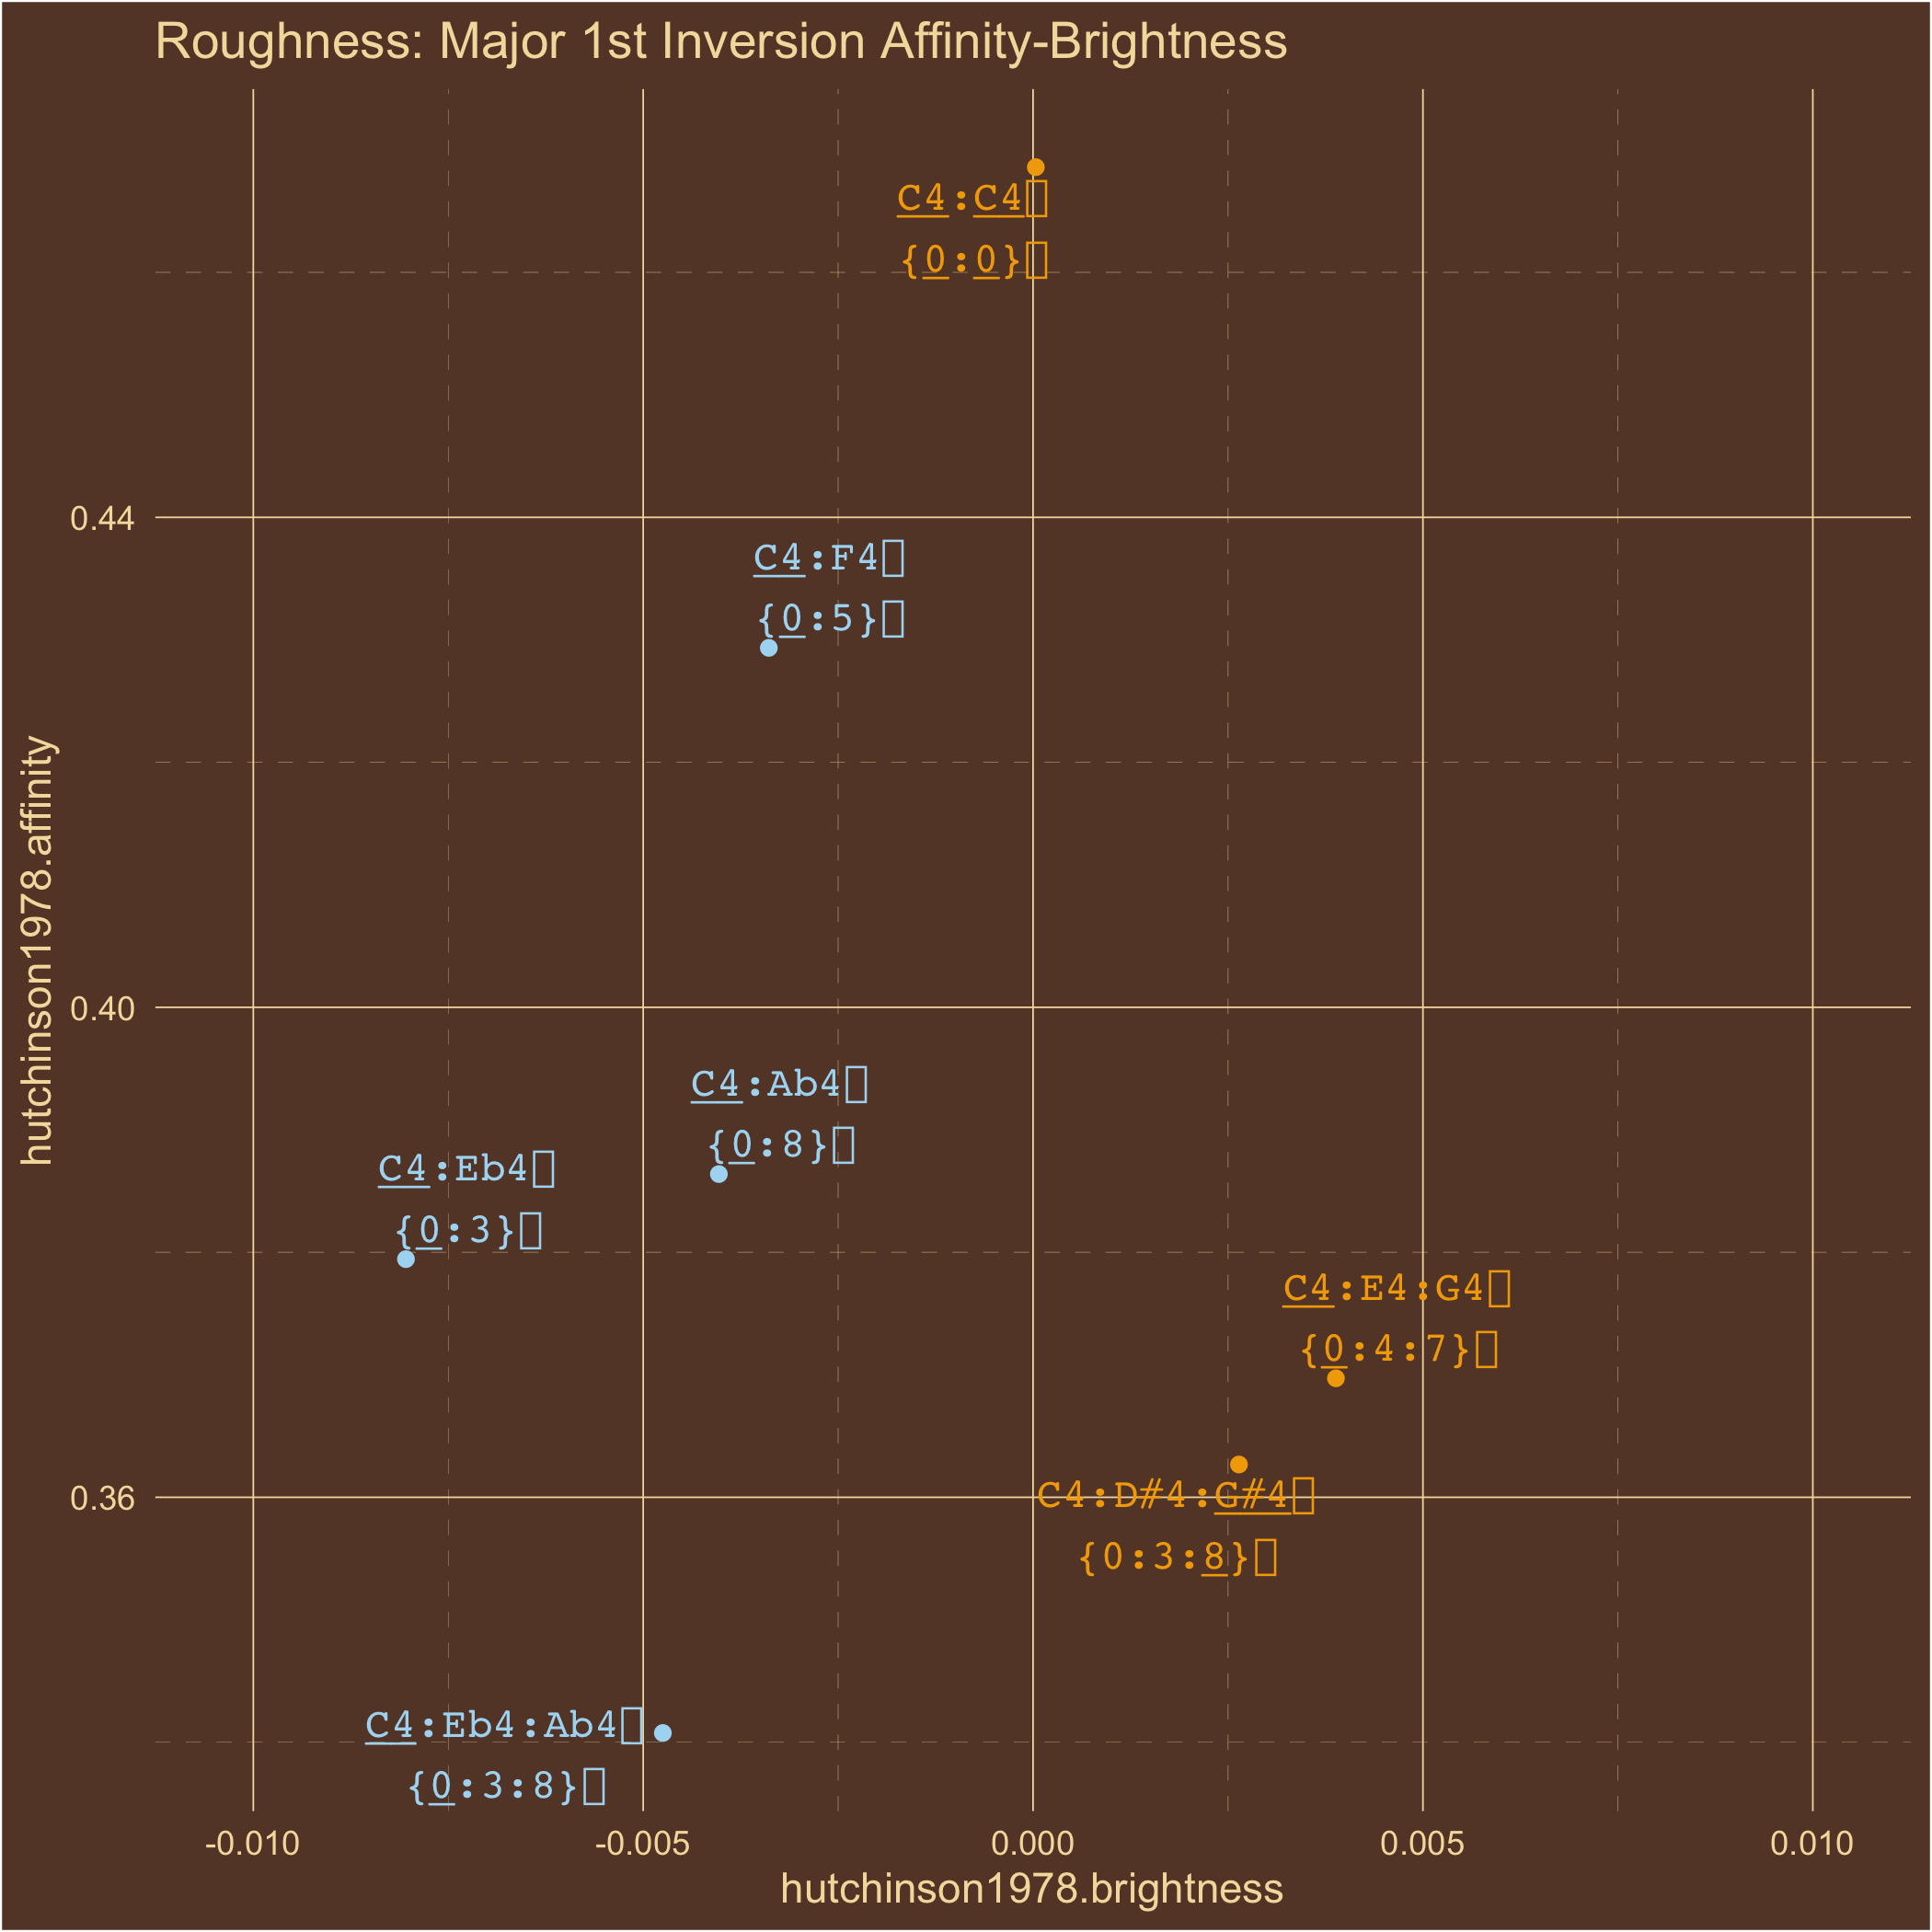 Roughness: Major 1st Inversion Affinity-Brightness
C4:C4
{0:0}
0.44
C4:F4
{0:5}
hutchinson1978.affinity
0.40
C4:Ab4
{0:8}
C4:Eb4
{0:3}
C4:E4:G4
{0:4:7}
0.36
C4:D#4:G#4
{0:3:8}
C4:Eb4:Ab4
{0:3:8}
-0.010 -0.005 0.000 0.005 0.010
hutchinson1978.brightness